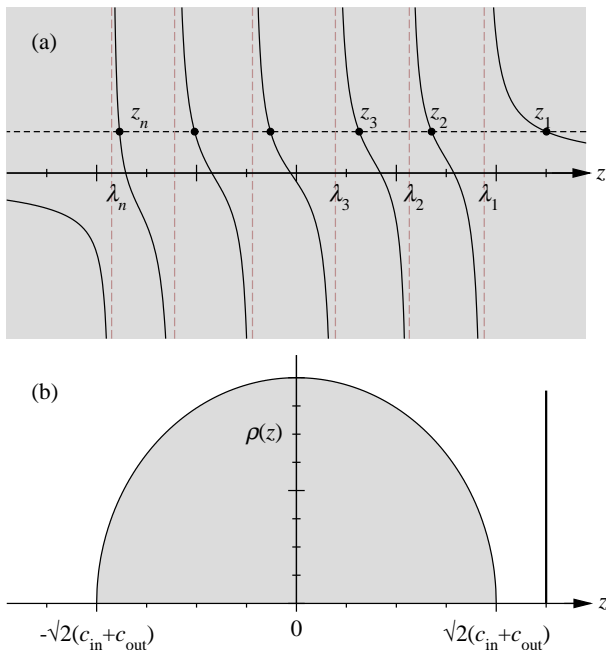 (a)
z_n z_3 z_2 z_1
z
λ_n λ_3 λ_2 λ_1
(b)
ρ(z)
z
-√2(c_in+c_out) 0 √2(c_in+c_out)